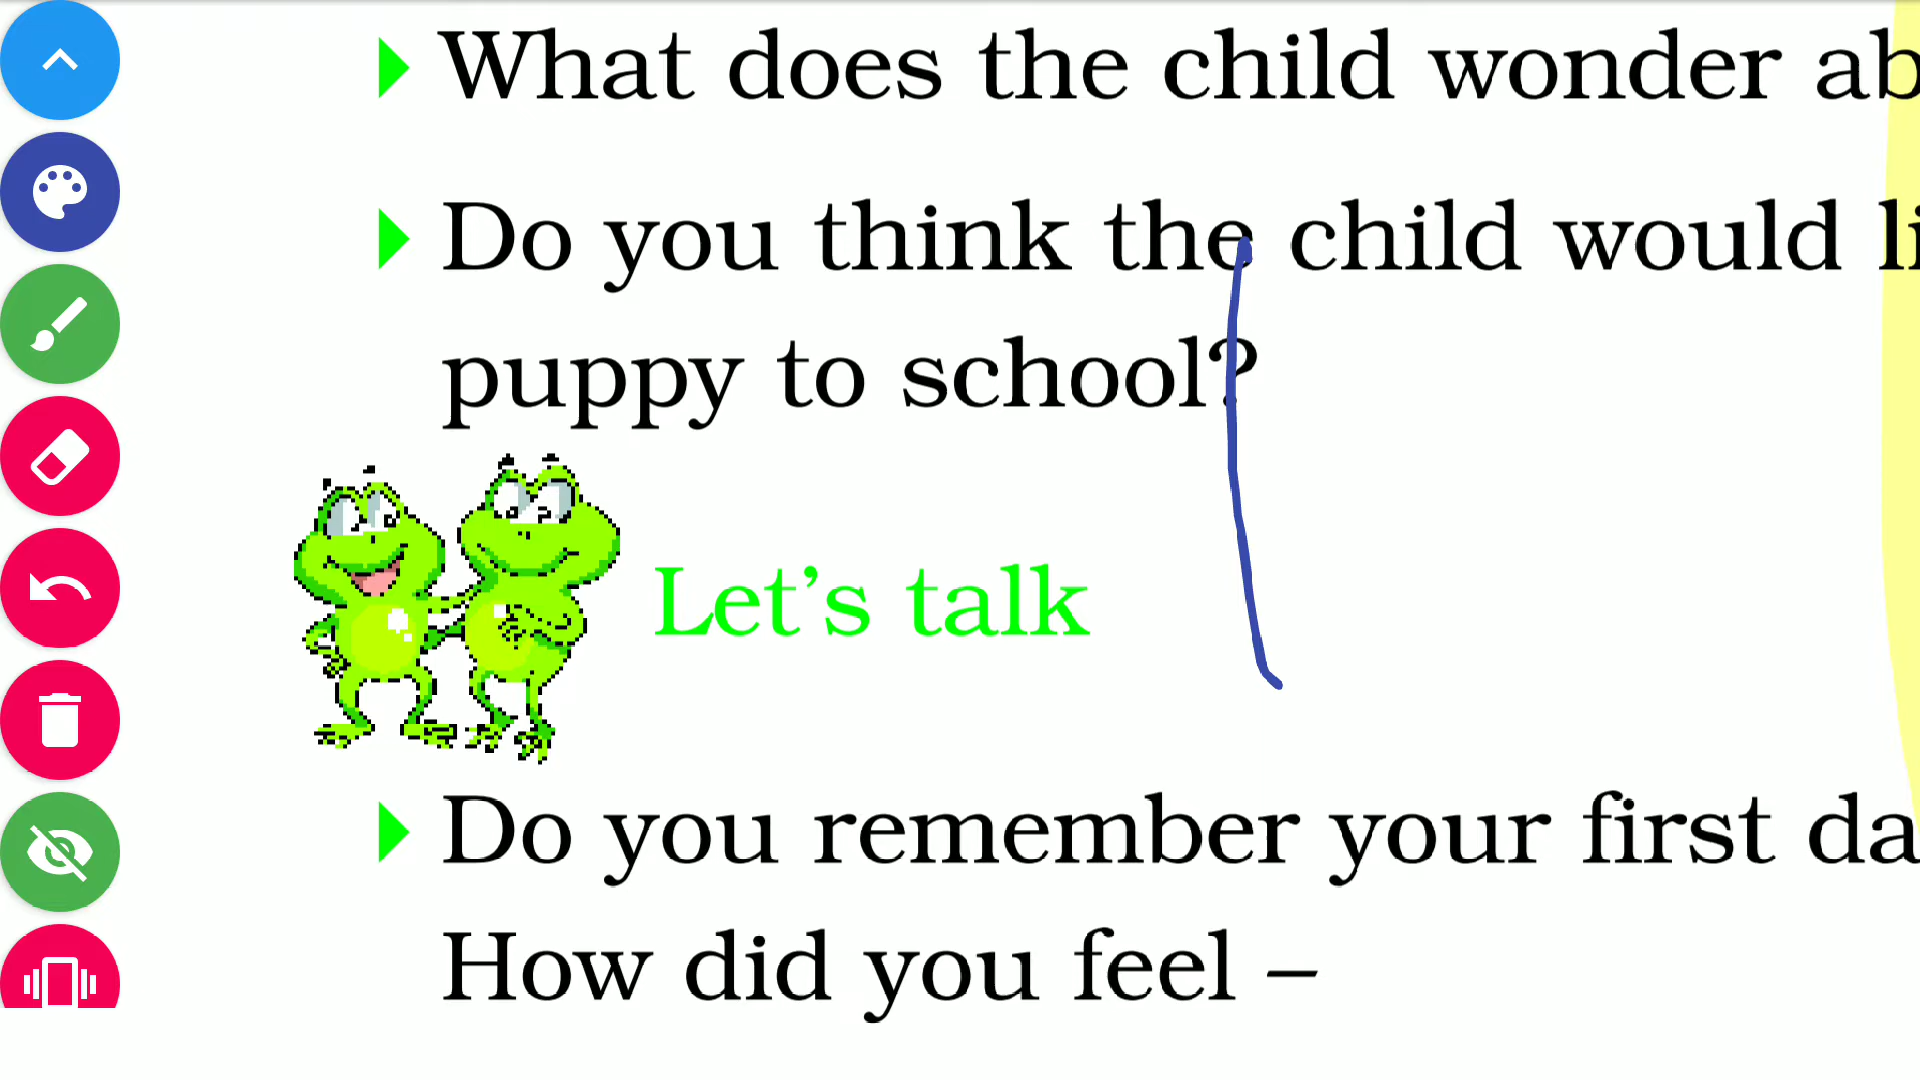 What does the child wonder ab
Do you think the child would li
puppy to school?
Let's talk
Do you remember your first da
How did you feel –